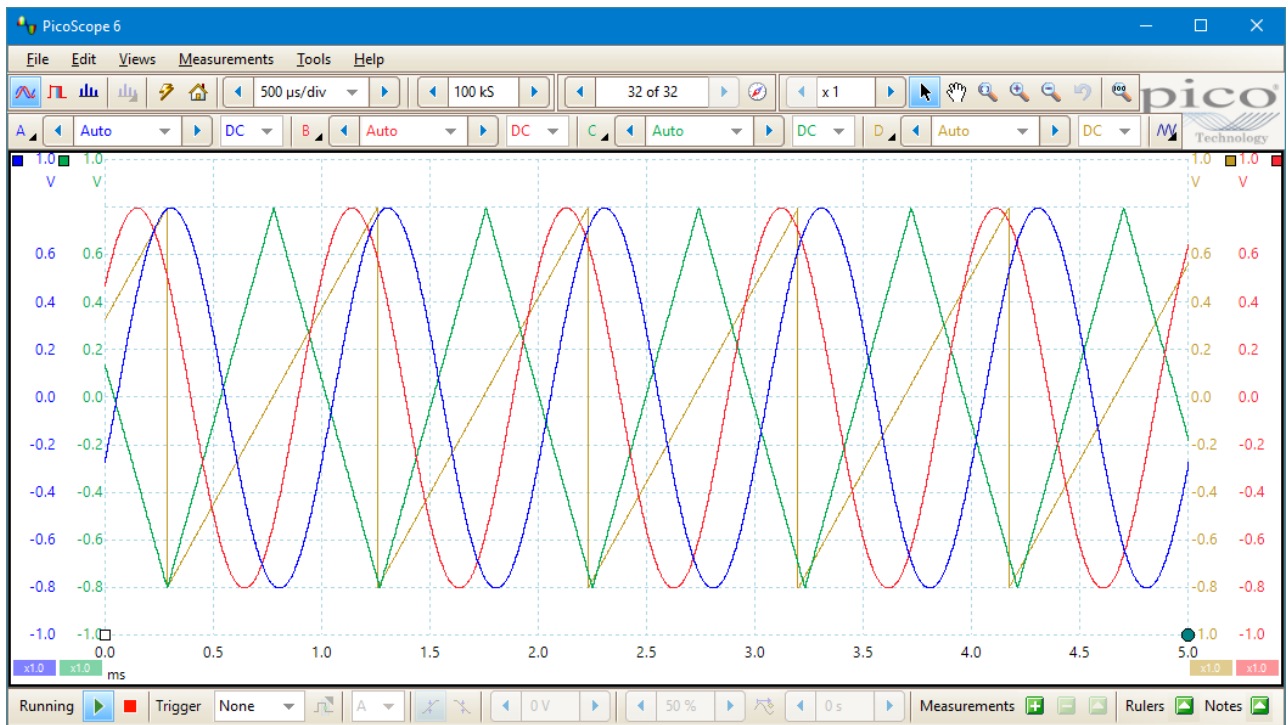 PicoScope 6
File Edit Views Measurements Tools Help
500 µs/div 100 kS 32 of 32 x 1
pico
Technology
A Auto DC B Auto DC C Auto DC D Auto DC
1.0 1.0 1.0 1.0
V V V V
0.6 0.6 0.6 0.6
0.4 0.4 0.4 0.4
0.2 0.2 0.2 0.2
0.0 0.0 0.0 0.0
-0.2 -0.2 -0.2 -0.2
-0.4 -0.4 -0.4 -0.4
-0.6 -0.6 -0.6 -0.6
-0.8 -0.8 -0.8 -0.8
-1.0 -1.0 1.0 -1.0
0.0 0.5 1.0 1.5 2.0 2.5 3.0 3.5 4.0 4.5 5.0
x1.0 x1.0 ms x1.0 x1.0
Running Trigger None A 0 V 50 % 0 s Measurements Rulers Notes